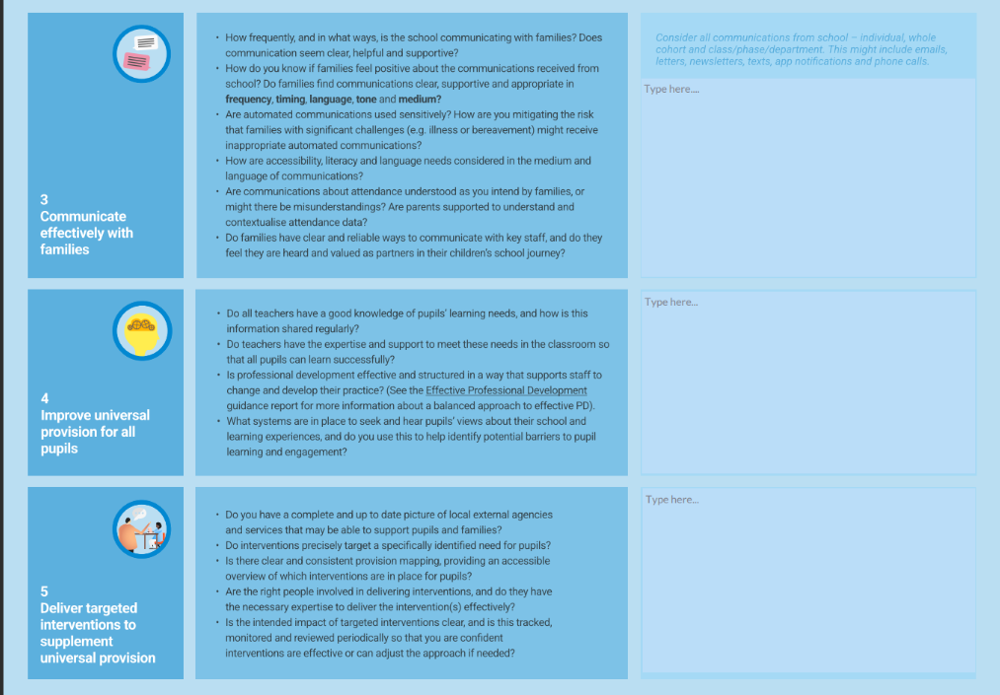 3
Communicate
effectively with
families
• How frequently, and in what ways, is the school communicating with families? Does
communication seem clear, helpful and supportive?
• How do you know if families feel positive about the communications received from
school? Do families find communications clear, supportive and appropriate in
frequency, timing, language, tone and medium?
• Are automated communications used sensitively? How are you mitigating the risk
that families with significant challenges (e.g. illness or bereavement) might receive
inappropriate automated communications?
• How are accessibility, literacy and language needs considered in the medium and
language of communications?
• Are communications about attendance understood as you intend by families, or
might there be misunderstandings? Are parents supported to understand and
contextualise attendance data?
• Do families have clear and reliable ways to communicate with key staff, and do they
feel they are heard and valued as partners in their children's school journey?
Consider all communications from school – individual, whole
cohort and class/phase/department. This might include emails,
letters, newsletters, texts, app notifications and phone calls.
Type here....
4
Improve universal
provision for all
pupils
• Do all teachers have a good knowledge of pupils' learning needs, and how is this
information shared regularly?
• Do teachers have the expertise and support to meet these needs in the classroom so
that all pupils can learn successfully?
• Is professional development effective and structured in a way that supports staff to
change and develop their practice? (See the Effective Professional Development
guidance report for more information about a balanced approach to effective PD).
• What systems are in place to seek and hear pupils' views about their school and
learning experiences, and do you use this to help identify potential barriers to pupil
learning and engagement?
Type here...
5
Deliver targeted
interventions to
supplement
universal provision
• Do you have a complete and up to date picture of local external agencies
and services that may be able to support pupils and families?
• Do interventions precisely target a specifically identified need for pupils?
• Is there clear and consistent provision mapping, providing an accessible
overview of which interventions are in place for pupils?
• Are the right people involved in delivering interventions, and do they have
the necessary expertise to deliver the intervention(s) effectively?
• Is the intended impact of targeted interventions clear, and is this tracked,
monitored and reviewed periodically so that you are confident
interventions are effective or can adjust the approach if needed?
Type here...